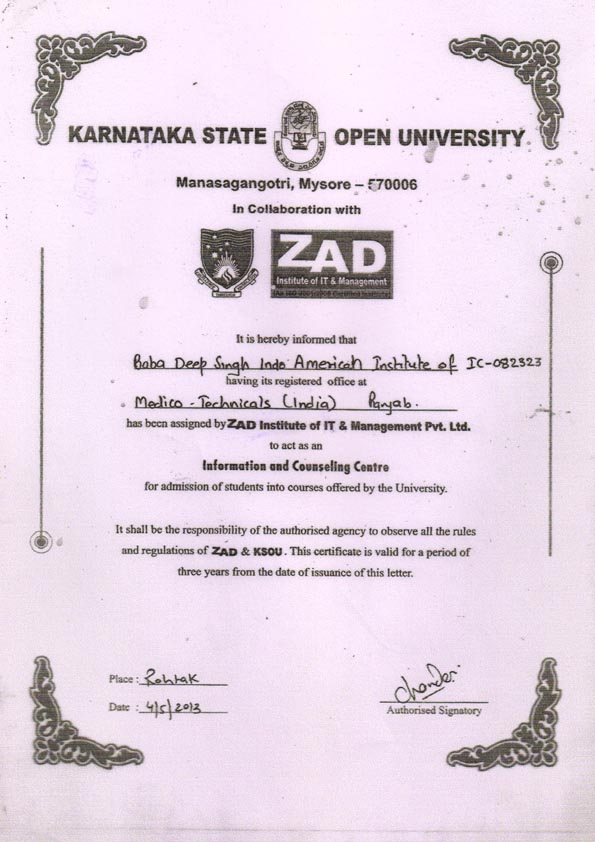 KARNATAKA STATE OPEN UNIVERSITY
Manasagangotri, Mysore – 570006
In Collaboration with
ZAD
Institute of IT & Management
It is hereby informed that
Baba Deep Singh Indo American Institute of IC-082323
having its registered office at
Medico - Technicals (India) Panjab.
has been assigned by ZAD Institute of IT & Management Pvt. Ltd.
to act as an
Information and Counseling Centre
for admission of students into courses offered by the University.
It shall be the responsibility of the authorised agency to observe all the rules
and regulations of ZAD & KSOU. This certificate is valid for a period of
three years from the date of issuance of this letter.
Place : Rohtak
Date : 4/5/2013
Authorised Signatory